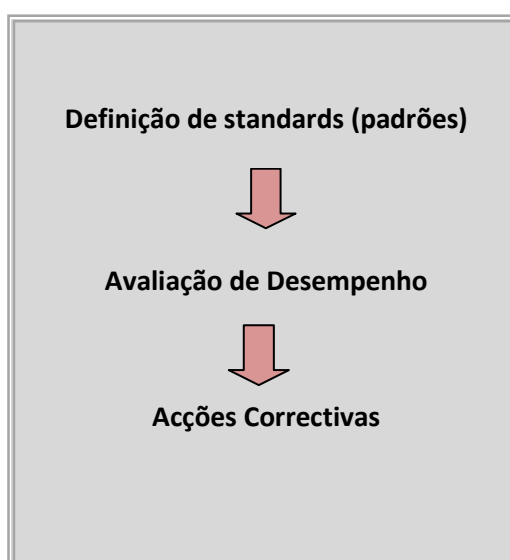 Definição de standards (padrões)
Avaliação de Desempenho
Acções Correctivas